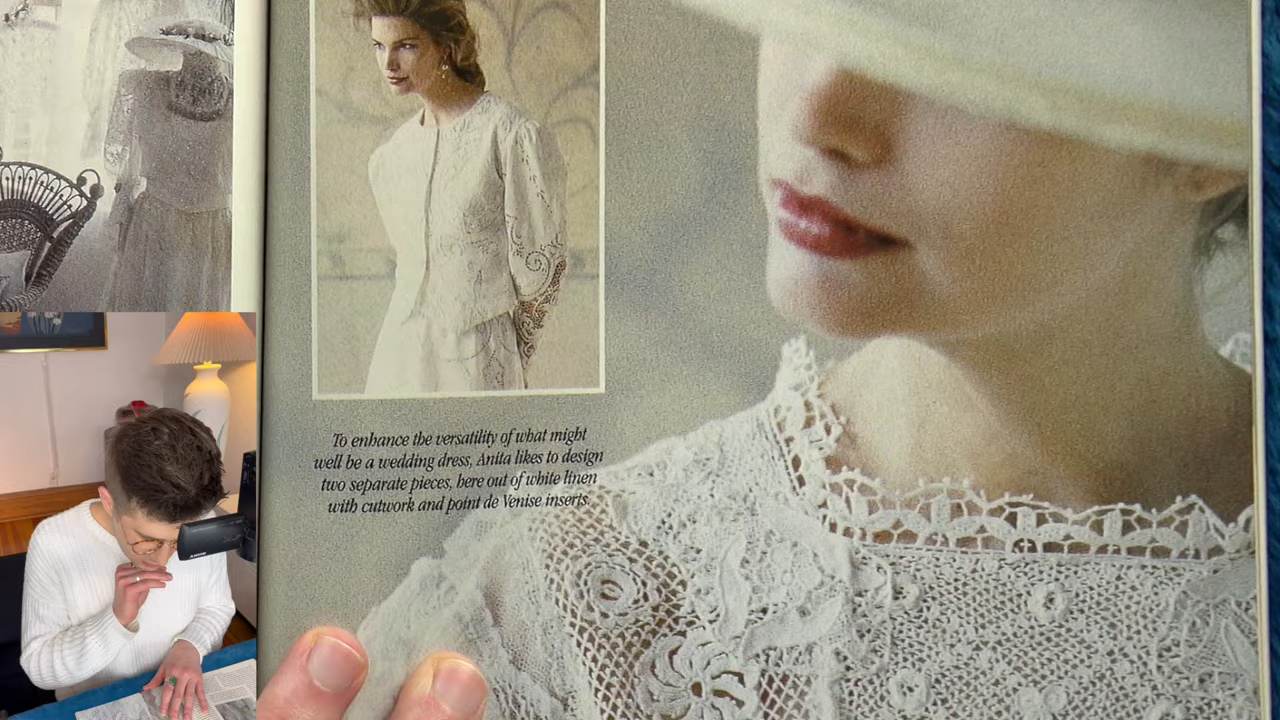 To enhance the versatility of what might
well be a wedding dress, Anita likes to design
two separate pieces, here out of white linen
with cutwork and point de Venise inserts.